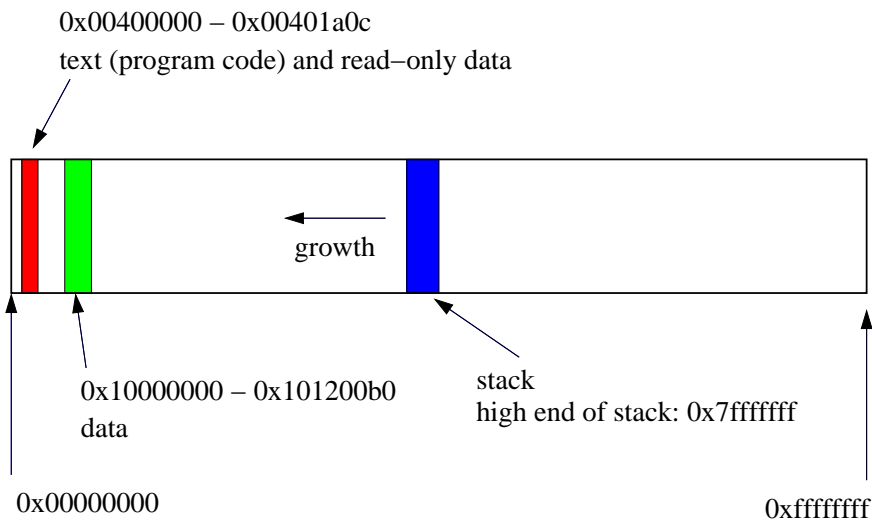 0x00400000 – 0x00401a0c
text (program code) and read–only data
growth
0x10000000 – 0x101200b0
data
stack
high end of stack: 0x7fffffff
0x00000000
0xffffffff